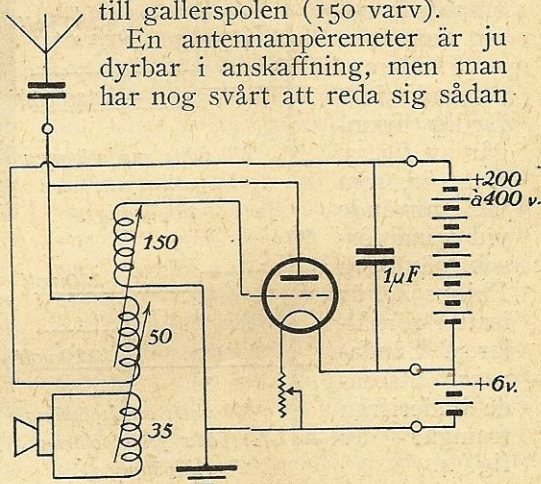 till gallerspolen (150 varv).
En antennampèremeter är ju
dyrbar i anskaffning, men man
har nog svårt att reda sig sådan
+200
à 400 v.
150
1µF
50
+6v.
35